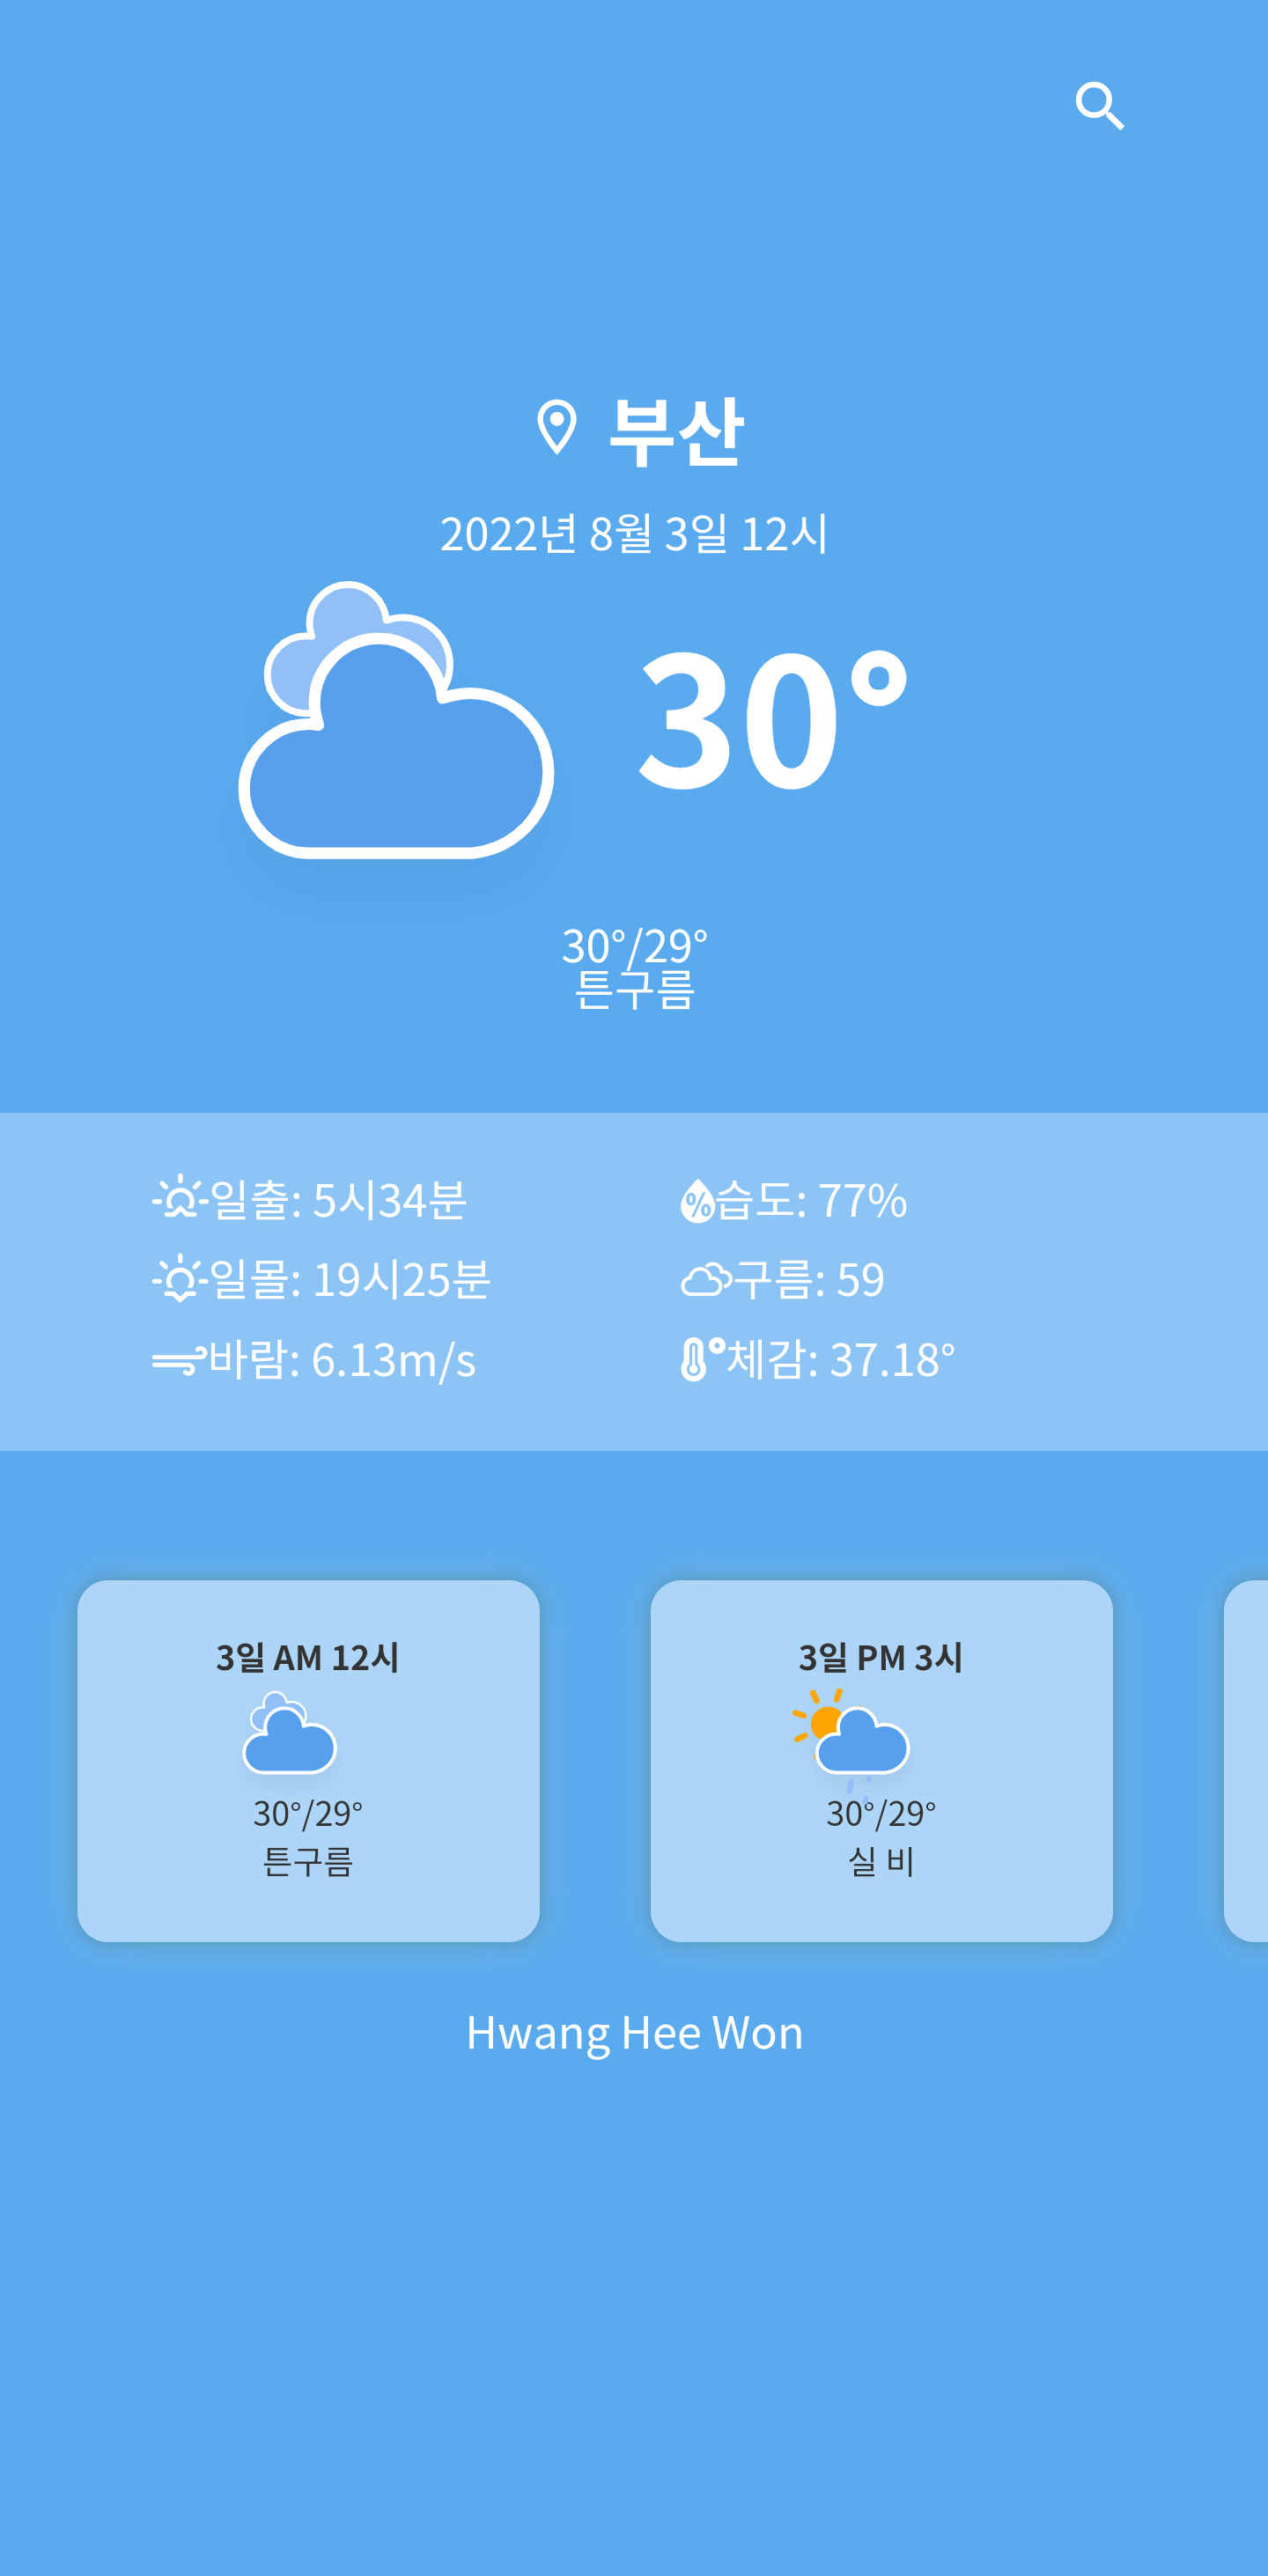 부산
2022년 8월 3일 12시
30°
30°/29°
튼구름
일출: 5시34분
% 습도: 77%
일몰: 19시25분
구름: 59
바람: 6.13m/s
체감: 37.18°
3일 AM 12시
30°/29°
튼구름
3일 PM 3시
30°/29°
실 비
Hwang Hee Won